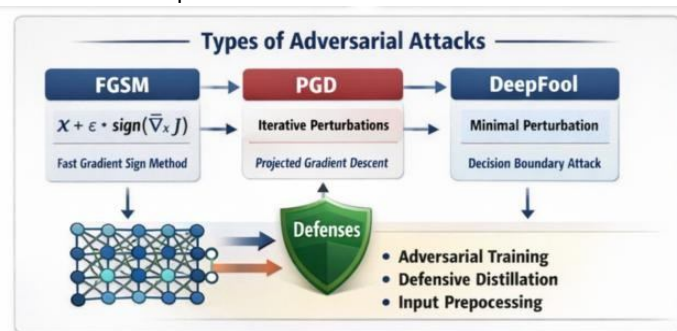 Types of Adversarial Attacks
FGSM
PGD
DeepFool
X + ϵ • sign(∇̅ₓ J)
Iterative Perturbations
Minimal Perturbation
Fast Gradient Sign Method
Projected Gradient Descent
Decision Boundary Attack
Defenses
• Adversarial Training
• Defensive Distillation
• Input Prepocessing